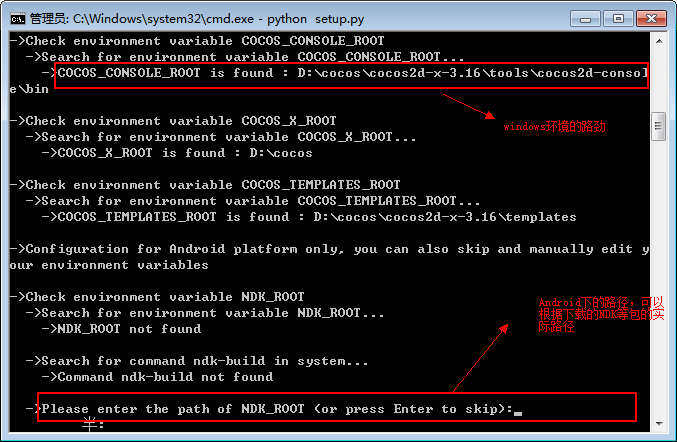 管理员: C:\Windows\system32\cmd.exe - python  setup.py
->Check environment variable COCOS_CONSOLE_ROOT
  ->Search for environment variable COCOS_CONSOLE_ROOT...
    ->COCOS_CONSOLE_ROOT is found : D:\cocos\cocos2d-x-3.16\tools\cocos2d-consol
e\bin
windows环境的路劲
->Check environment variable COCOS_X_ROOT
  ->Search for environment variable COCOS_X_ROOT...
    ->COCOS_X_ROOT is found : D:\cocos
->Check environment variable COCOS_TEMPLATES_ROOT
  ->Search for environment variable COCOS_TEMPLATES_ROOT...
    ->COCOS_TEMPLATES_ROOT is found : D:\cocos\cocos2d-x-3.16\templates
->Configuration for Android platform only, you can also skip and manually edit y
our environment variables
->Check environment variable NDK_ROOT
  ->Search for environment variable NDK_ROOT...
    ->NDK_ROOT not found
Android下的路径,可以
根据下载的NDK等包的实
际路径
  ->Search for command ndk-build in system...
    ->Command ndk-build not found
  ->Please enter the path of NDK_ROOT (or press Enter to skip):_
半: